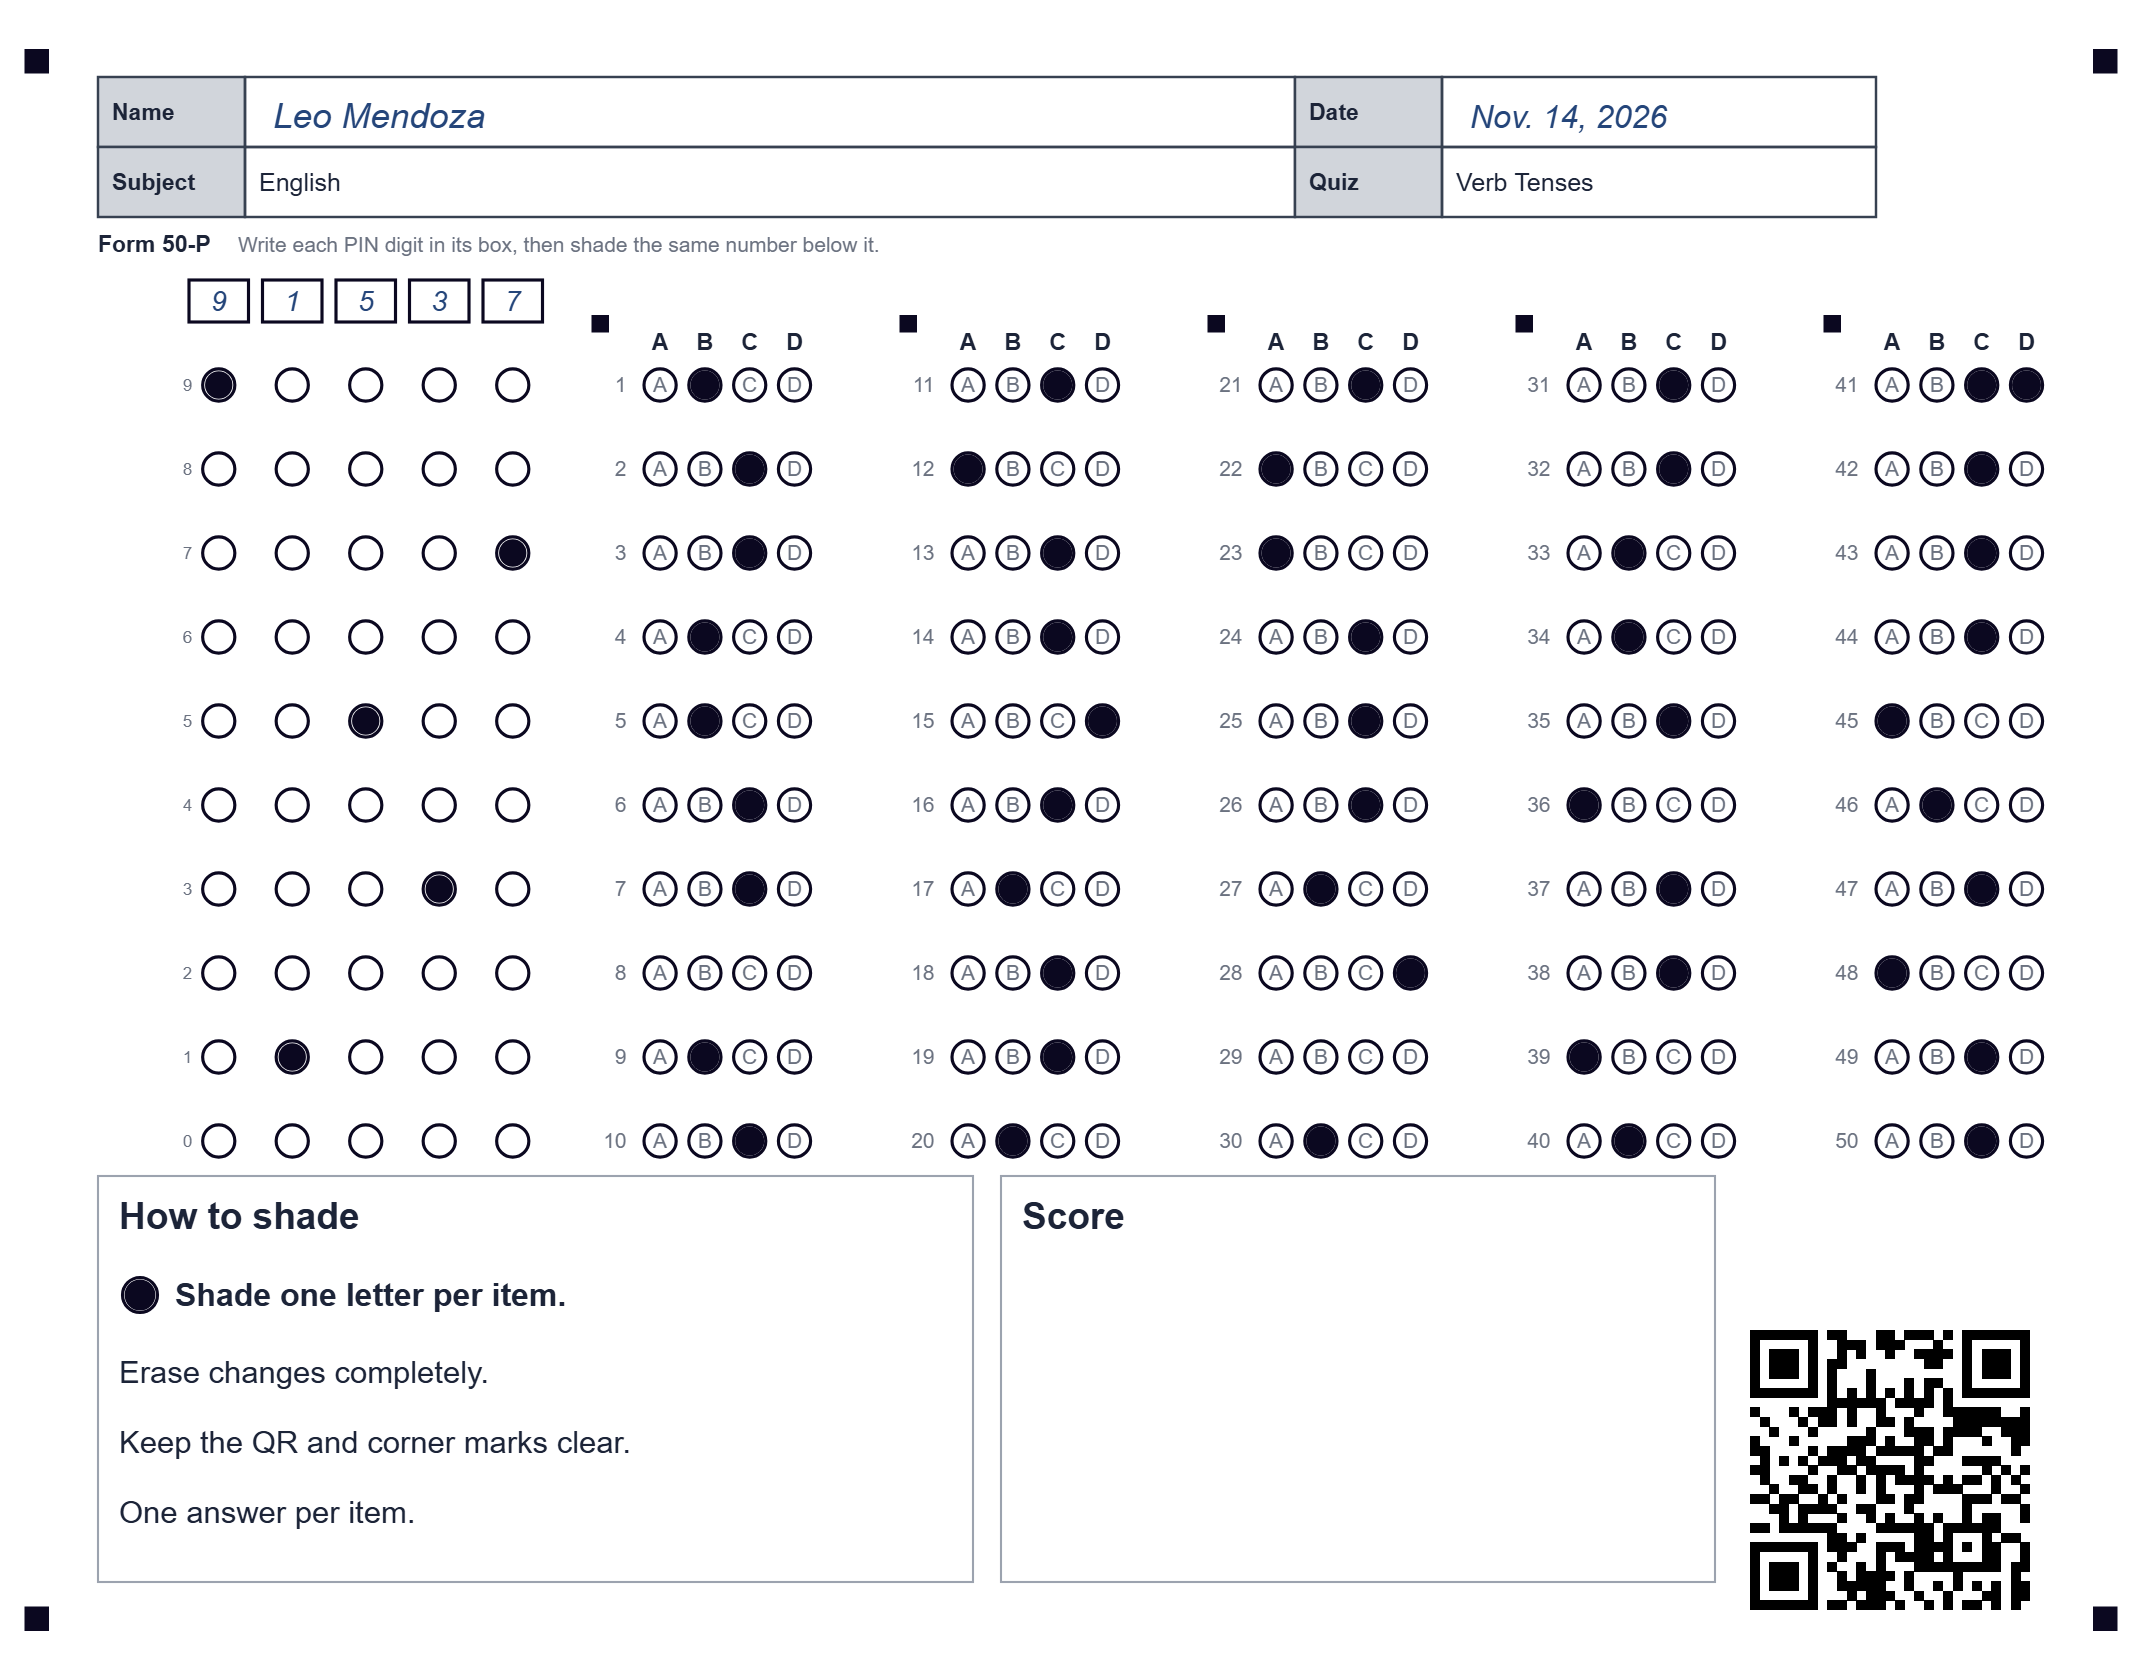 Name Leo Mendoza Date Nov. 14, 2026
Subject English Quiz Verb Tenses
Form 50-P Write each PIN digit in its box, then shade the same number below it.
9 1 5 3 7
A B C D A B C D A B C D A B C D A B C D
9 1 A C D 11 A B D 21 A B D 31 A B D 41 A B
8 2 A B D 12 B C D 22 B C D 32 A B D 42 A B D
7 3 A B D 13 A B D 23 B C D 33 A C D 43 A B D
6 4 A C D 14 A B D 24 A B D 34 A C D 44 A B D
5 5 A C D 15 A B C 25 A B D 35 A B D 45 B C D
4 6 A B D 16 A B D 26 A B D 36 B C D 46 A C D
3 7 A B D 17 A C D 27 A C D 37 A B D 47 A B D
2 8 A B C D 18 A B D 28 A B C 38 A B D 48 B C D
1 9 A C D 19 A B D 29 A B C D 39 B C D 49 A B D
0 10 A B D 20 A C D 30 A C D 40 A C D 50 A B D
How to shade
Shade one letter per item.
Erase changes completely.
Keep the QR and corner marks clear.
One answer per item.
Score